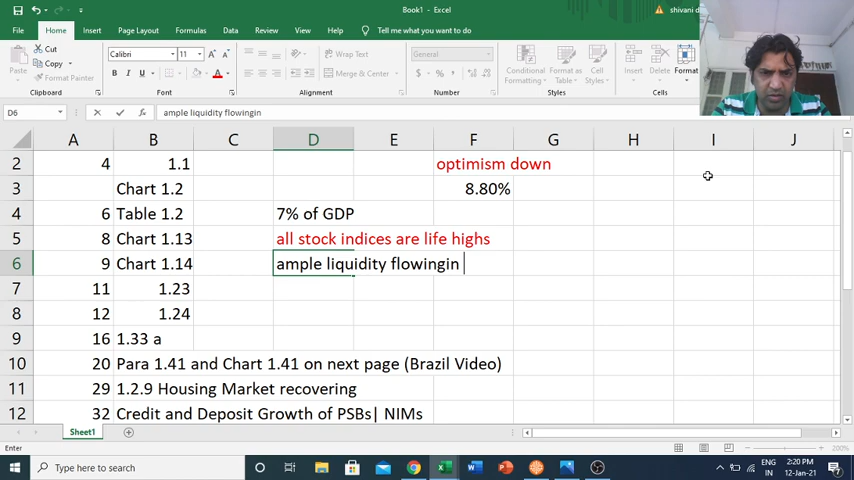 Book1 - Excel
shivani d
File Home Insert Page Layout Formulas Data Review View Help Tell me what you want to do
Cut
Copy
Format Painter
Paste
Clipboard
Calibri 11
B I U
Font
Wrap Text
Merge & Center
Alignment
General
$ % ,
Number
Conditional Formatting
Format as Table
Cell Styles
Styles
Insert Delete Format
Cells
D6 ample liquidity flowingin
A B C D E F G H I J
2 4 1.1 optimism down
3 Chart 1.2 8.80%
4 6 Table 1.2 7% of GDP
5 8 Chart 1.13 all stock indices are life highs
6 9 Chart 1.14 ample liquidity flowingin
7 11 1.23
8 12 1.24
9 16 1.33 a
10 20 Para 1.41 and Chart 1.41 on next page (Brazil Video)
11 29 1.2.9 Housing Market recovering
12 32 Credit and Deposit Growth of PSBs| NIMs
Sheet1
Enter 200%
Type here to search
ENG
IN
2:20 PM
12-Jan-21